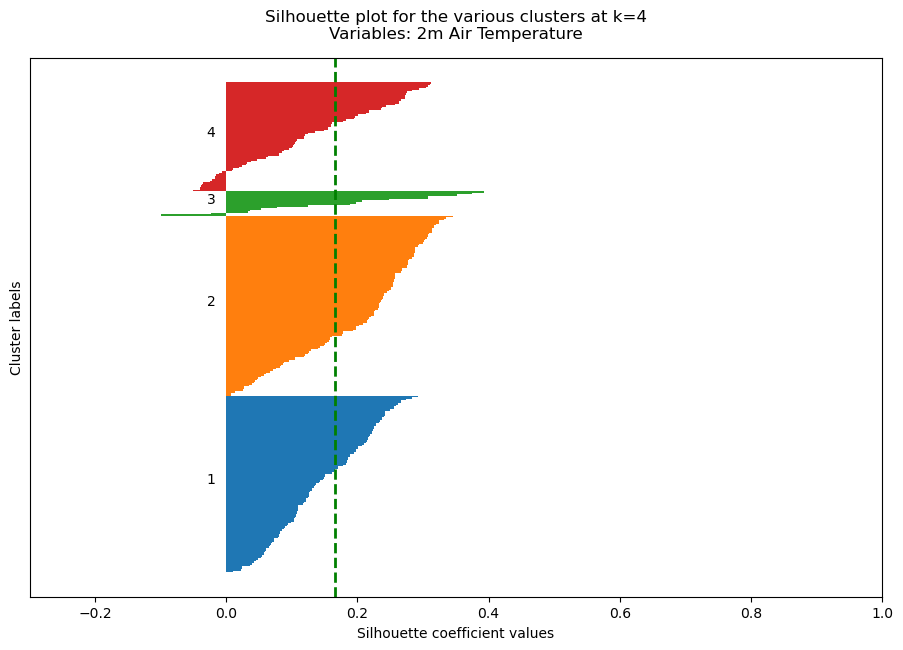 Silhouette plot for the various clusters at k=4
Variables: 2m Air Temperature
4
3
2
1
Cluster labels
−0.2 0.0 0.2 0.4 0.6 0.8 1.0
Silhouette coefficient values